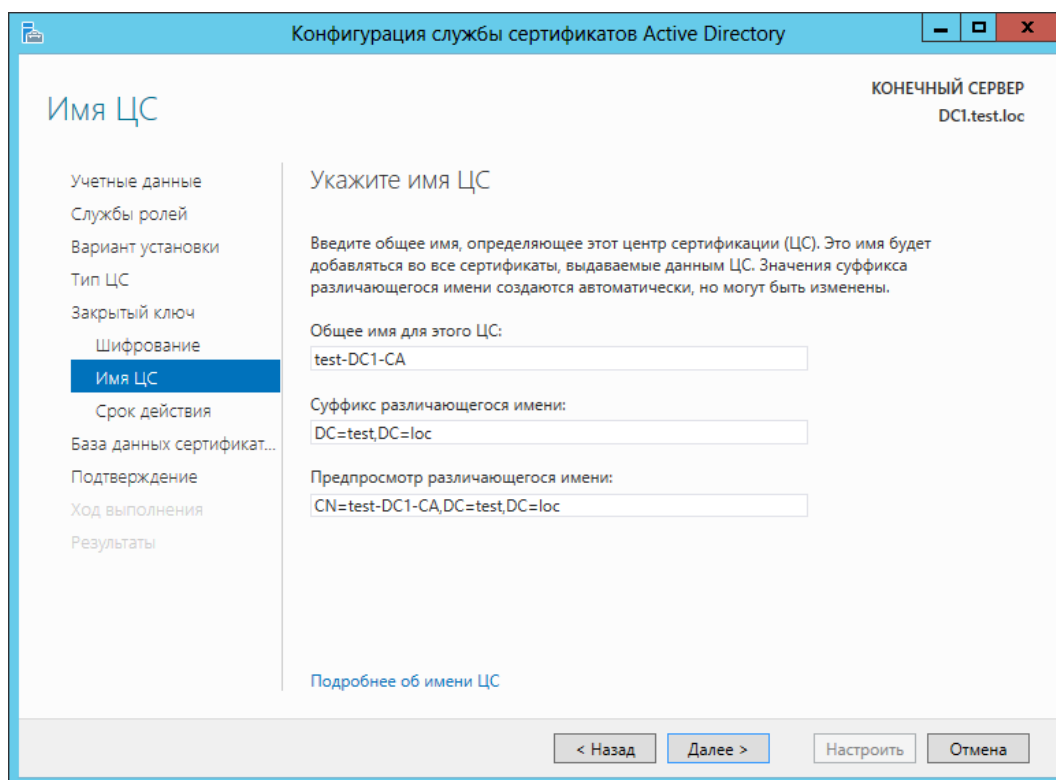 Конфигурация службы сертификатов Active Directory
Имя ЦС
КОНЕЧНЫЙ СЕРВЕР
DC1.test.loc
Учетные данные
Службы ролей
Вариант установки
Тип ЦС
Закрытый ключ
Шифрование
Имя ЦС
Срок действия
База данных сертификат...
Подтверждение
Ход выполнения
Результаты
Укажите имя ЦС
Введите общее имя, определяющее этот центр сертификации (ЦС). Это имя будет
добавляться во все сертификаты, выдаваемые данным ЦС. Значения суффикса
различающегося имени создаются автоматически, но могут быть изменены.
Общее имя для этого ЦС:
test-DC1-CA
Суффикс различающегося имени:
DC=test,DC=loc
Предпросмотр различающегося имени:
CN=test-DC1-CA,DC=test,DC=loc
Подробнее об имени ЦС
< Назад
Далее >
Настроить
Отмена